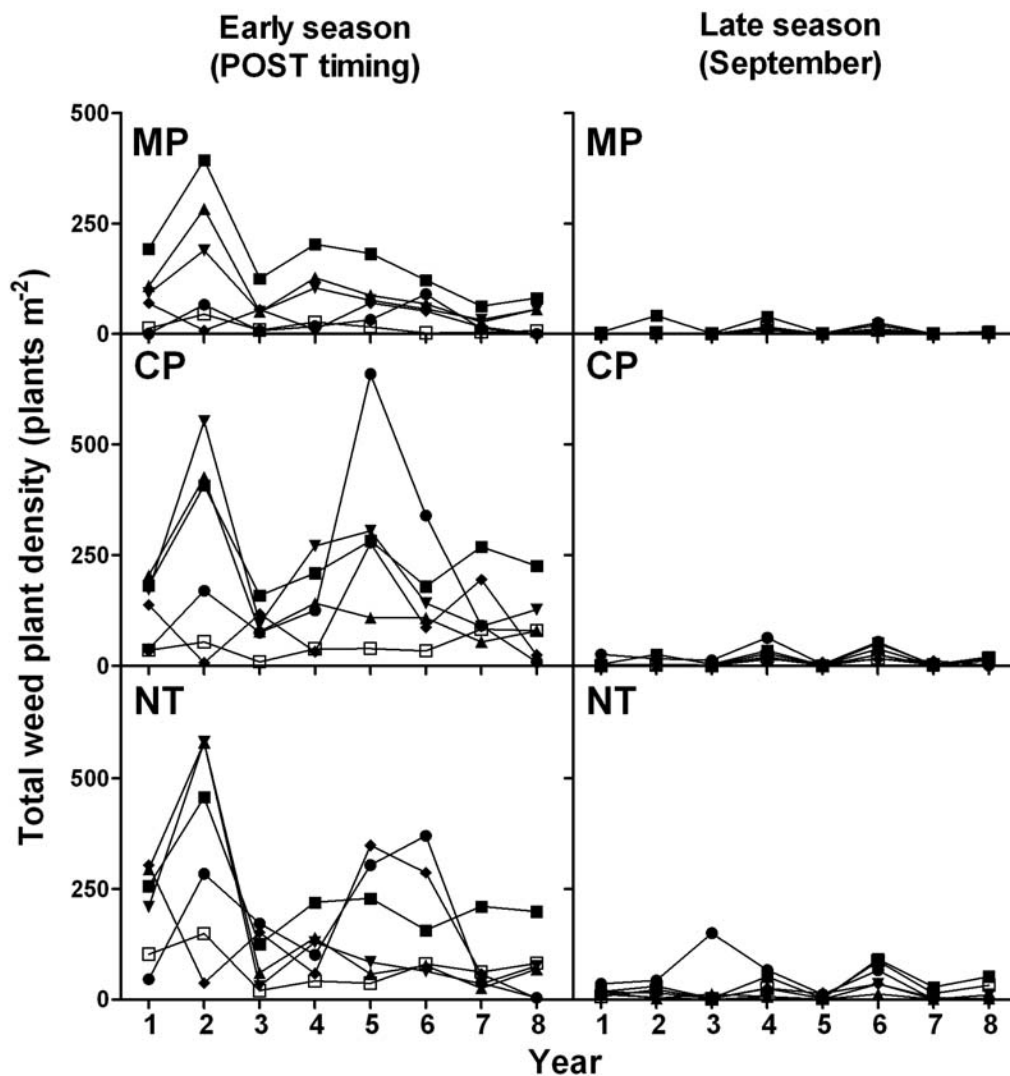 Early season
(POST timing)
Late season
(September)
Total weed plant density (plants m-2)
500
250
0
MP
MP
500
250
0
CP
CP
500
250
0
NT
NT
1 2 3 4 5 6 7 8
1 2 3 4 5 6 7 8
Year